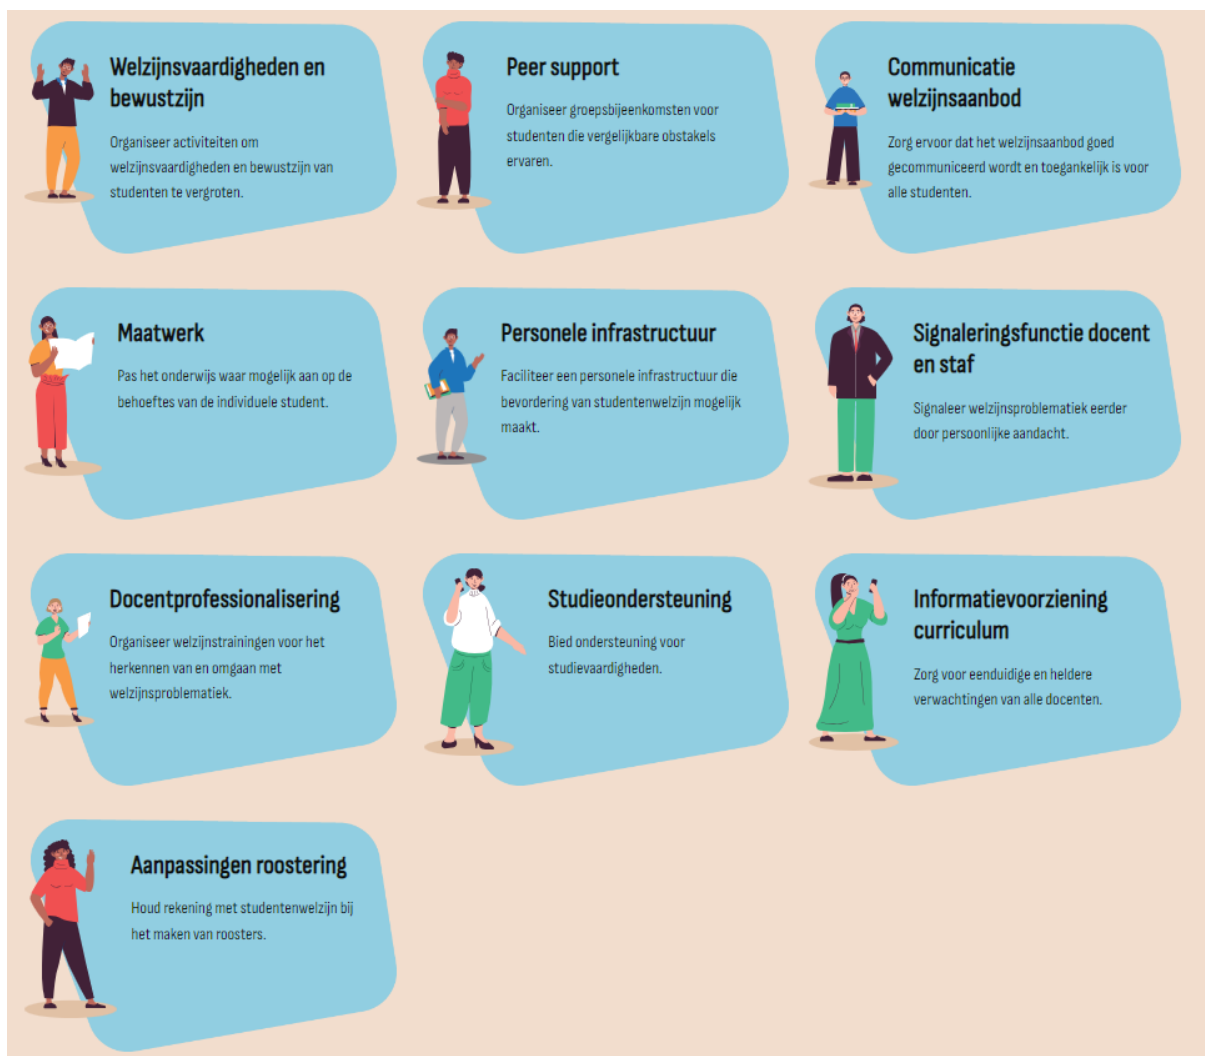 Welzijnsvaardigheden en
bewustzijn
Organiseer activiteiten om
welzijnsvaardigheden en bewustzijn van
studenten te vergroten.
Peer support
Organiseer groepsbijeenkomsten voor
studenten die vergelijkbare obstakels
ervaren.
Communicatie
welzijnsaanbod
Zorg ervoor dat het welzijnsaanbod goed
gecommuniceerd wordt en toegankelijk is voor
alle studenten.
Maatwerk
Pas het onderwijs waar mogelijk aan op de
behoeftes van de individuele student.
Personele infrastructuur
Faciliteer een personele infrastructuur die
bevordering van studentenwelzijn mogelijk
maakt.
Signaleringsfunctie docent
en staf
Signaleer welzijnsproblematiek eerder
door persoonlijke aandacht.
Docentprofessionalisering
Organiseer welzijnstrainingen voor het
herkennen van en omgaan met
welzijnsproblematiek.
Studieondersteuning
Bied ondersteuning voor
studievaardigheden.
Informatievoorziening
curriculum
Zorg voor eenduidige en heldere
verwachtingen van alle docenten.
Aanpassingen roostering
Houd rekening met studentenwelzijn bij
het maken van roosters.